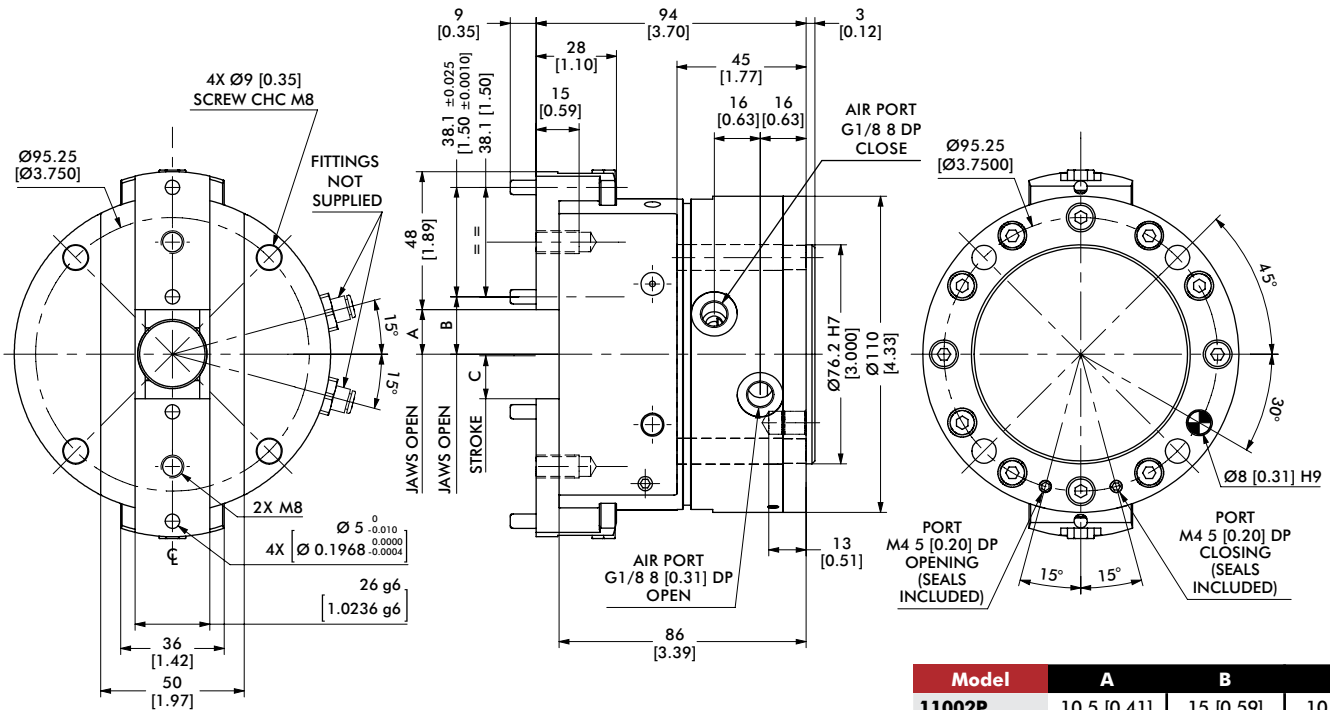 4X Ø9 [0.35]
SCREW CHC M8
Ø95.25
[Ø3.750]
FITTINGS
NOT
SUPPLIED
15°
15°
2X M8
4X [Ø 5 0 -0.010
Ø 0.1968 0.0000 -0.0004]
℄
26 g6
[1.0236 g6]
36
[1.42]
50
[1.97]
9
[0.35]
94
[3.70]
3
[0.12]
28
[1.10]
45
[1.77]
15
[0.59]
16
[0.63]
16
[0.63]
38.1 ±0.025
[1.50 ±0.0010]
38.1 [1.50]
= =
48
[1.89]
A
B
C
JAWS OPEN
JAWS OPEN
STROKE
AIR PORT
G1/8 8 DP
CLOSE
Ø76.2 H7
[3.000]
Ø110
[4.33]
13
[0.51]
AIR PORT
G1/8 8 [0.31] DP
OPEN
86
[3.39]
Ø95.25
[Ø3.7500]
45°
30°
Ø8 [0.31] H9
PORT
M4 5 [0.20] DP
OPENING
(SEALS
INCLUDED)
15°
15°
PORT
M4 5 [0.20] DP
CLOSING
(SEALS
INCLUDED)
Model A B
11002P 10.5 [0.41] 15 [0.59] 10